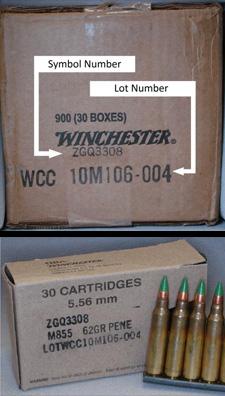 Symbol Number
Lot Number
900 (30 BOXES)
WINCHESTER®
ZGQ3308
WCC 10M106-004
30 CARTRIDGES
5.56 mm
ZGQ3308
M855 62GR PENE
LOTWCC10M106-004